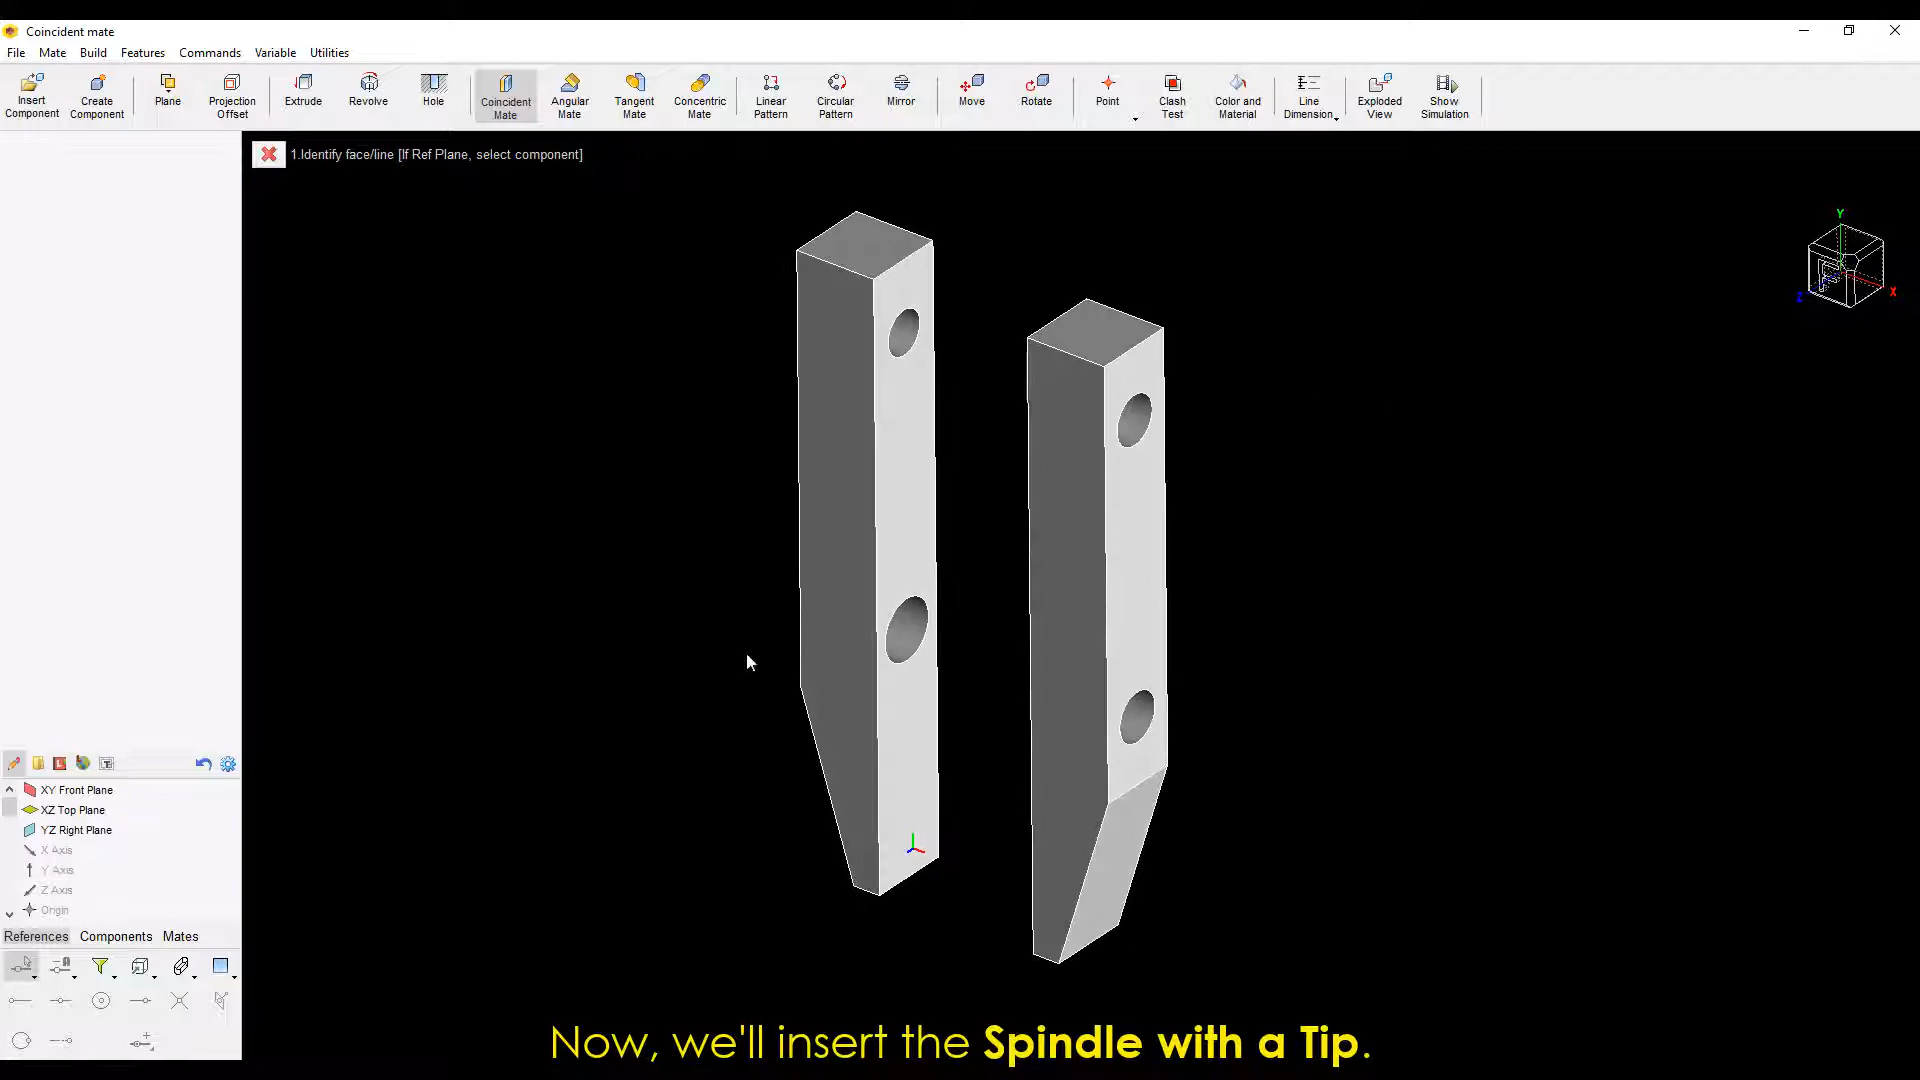 Coincident mate
File Mate Build Features Commands Variable Utilities
Insert Component
Create Component
Plane
Projection Offset
Extrude
Revolve
Hole
Coincident Mate
Angular Mate
Tangent Mate
Concentric Mate
Linear Pattern
Circular Pattern
Mirror
Move
Rotate
Point
Clash Test
Color and Material
Line Dimension
Exploded View
Show Simulation
1.Identify face/line [If Ref Plane, select component]
Y
Z
X
XY Front Plane
XZ Top Plane
YZ Right Plane
X Axis
Y Axis
Z Axis
Origin
References Components Mates
Now, we'll insert the Spindle with a Tip.